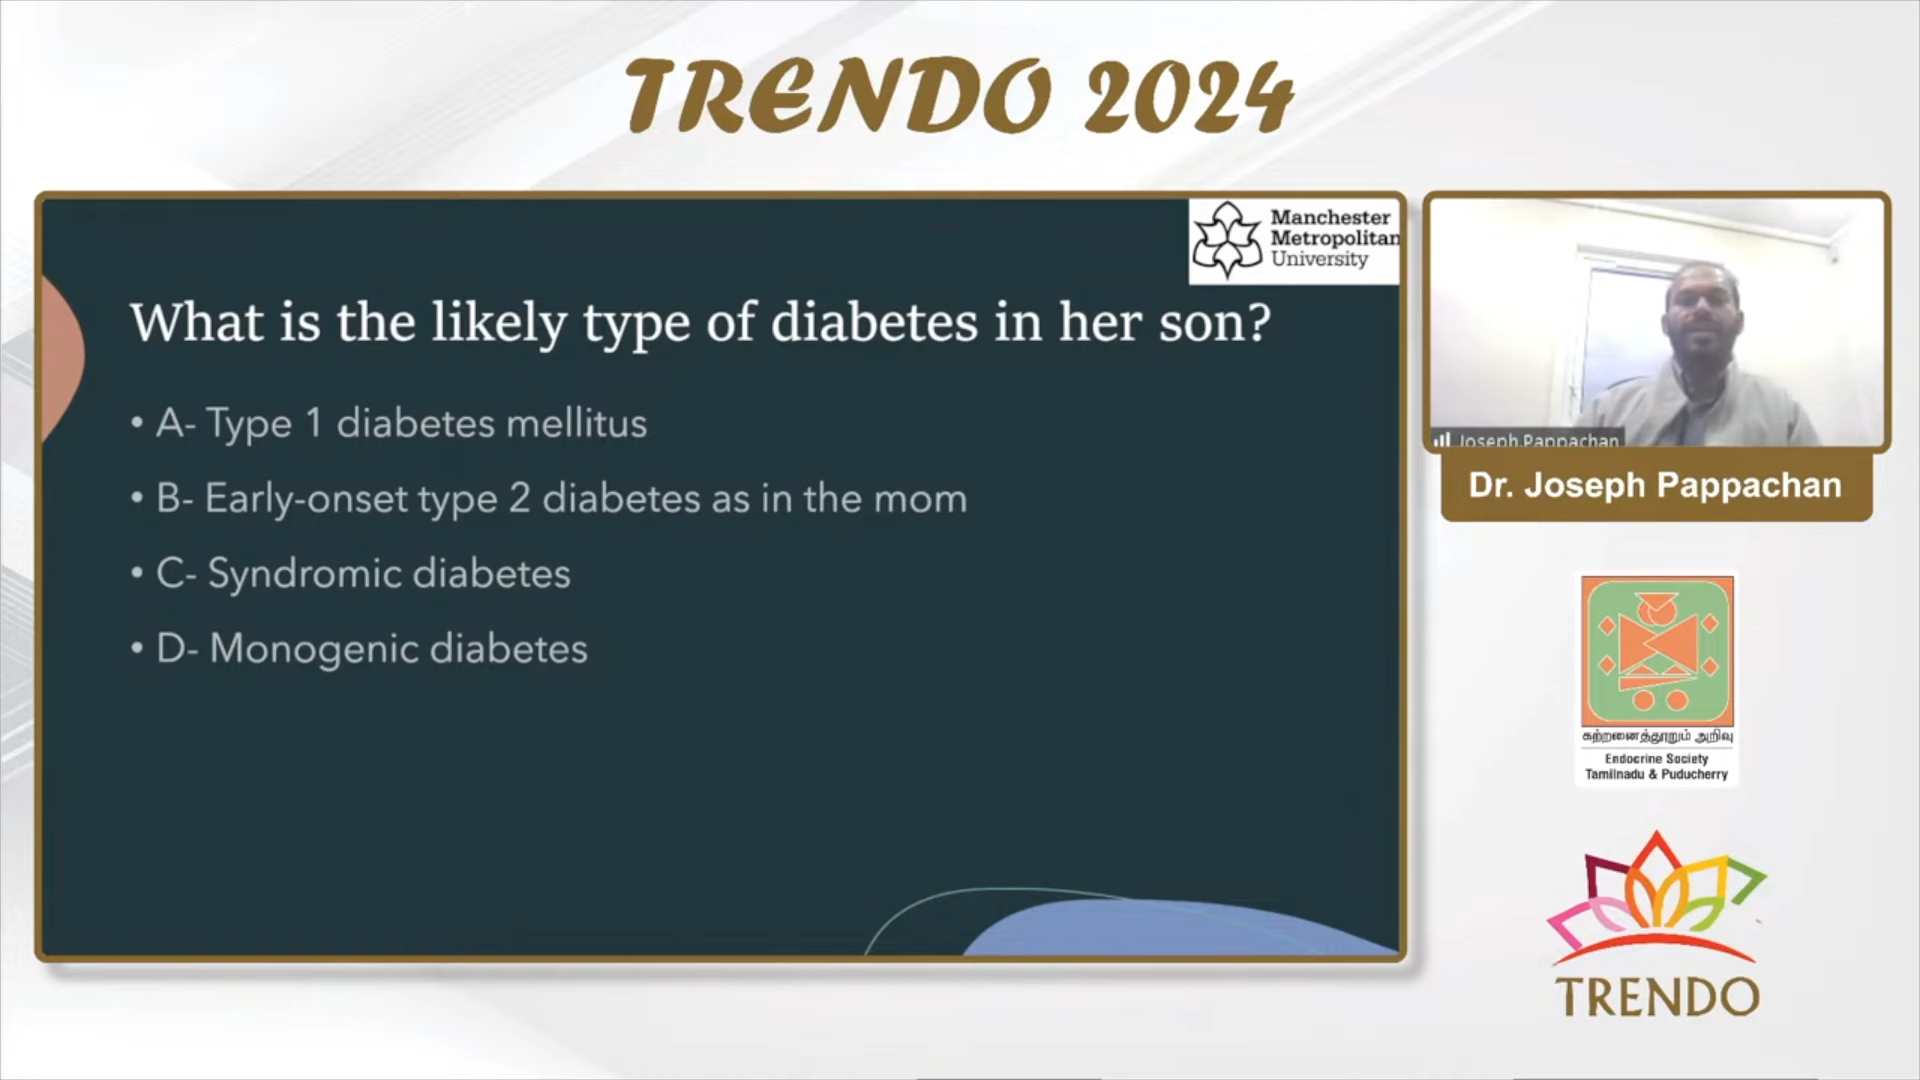 TRENDO 2024
Manchester
Metropolitan
University
What is the likely type of diabetes in her son?
• A- Type 1 diabetes mellitus
• B- Early-onset type 2 diabetes as in the mom
• C- Syndromic diabetes
• D- Monogenic diabetes
Joseph Pappachan
Dr. Joseph Pappachan
கற்றனைத்தூறும் அறிவு
Endocrine Society
Tamilnadu & Puducherry
TRENDO